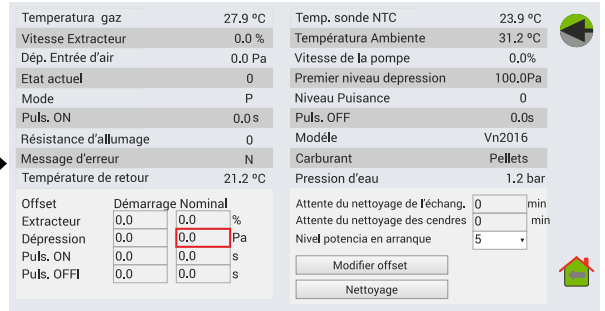 Temperatura gaz 27.9 ºC
Vitesse Extracteur 0.0 %
Dép. Entrée d'air 0.0 Pa
Etat actuel 0
Mode P
Puls. ON 0.0 s
Résistance d'allumage 0
Message d'erreur N
Température de retour 21.2 ºC
Offset Démarrage Nominal
Extracteur 0.0 0.0 %
Dépression 0.0 0.0 Pa
Puls. ON 0.0 0.0 s
Puls. OFFl 0.0 0.0 s
Temp. sonde NTC 23.9 ºC
Température Ambiente 31.2 ºC
Vitesse de la pompe 0.0%
Premier niveau depression 100.0Pa
Niveau Puisance 0
Puls. OFF 0.0s
Modéle Vn2016
Carburant Pellets
Pression d'eau 1.2 bar
Attente du nettoyage de l'échang. 0 min
Attente du nettoyage des cendres 0 min
Nivel potencia en arranque 5
Modifier offset
Nettoyage